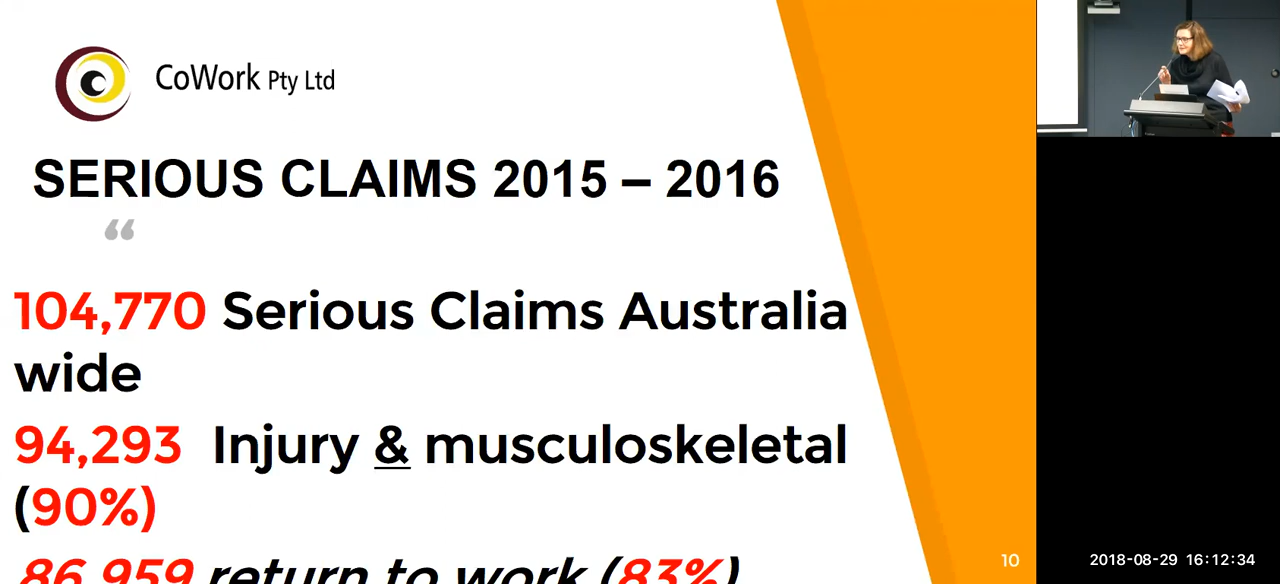 CoWork Pty Ltd
SERIOUS CLAIMS 2015 – 2016
“
104,770 Serious Claims Australia
wide
94,293 Injury & musculoskeletal
(90%)
86,959 return to work (83%)
10
2018-08-29 16:12:34